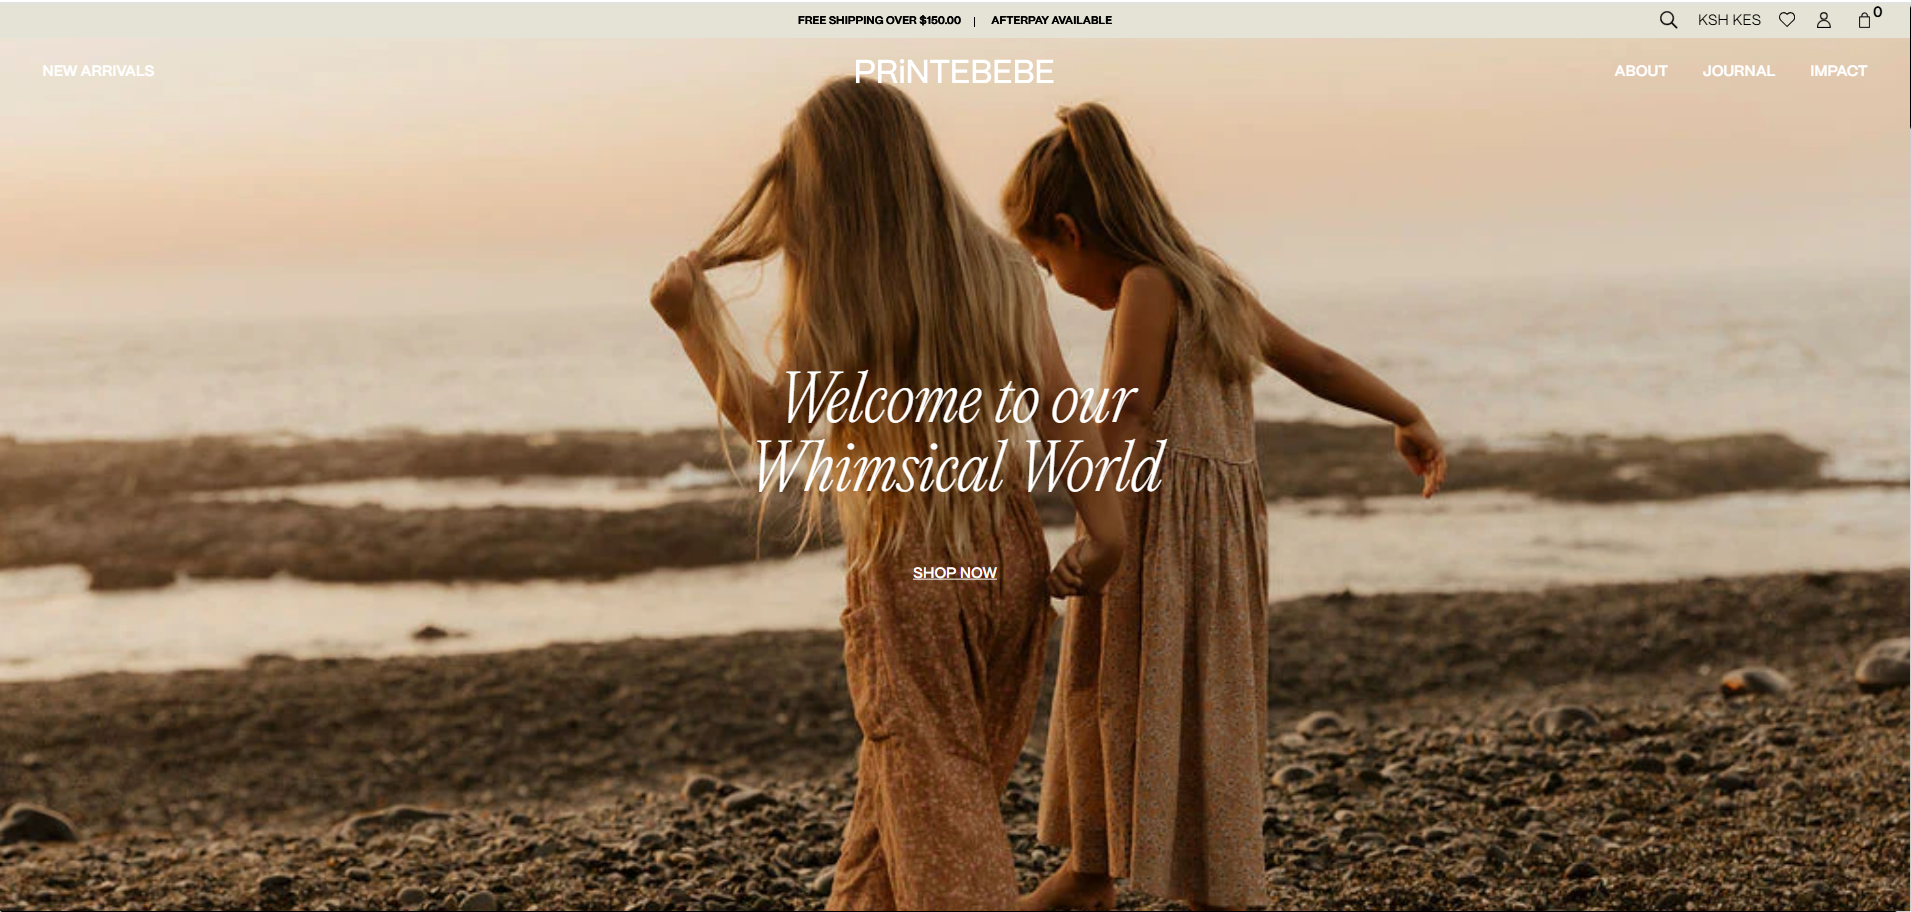 FREE SHIPPING OVER $150.00 | AFTERPAY AVAILABLE
KSH KES
0
NEW ARRIVALS
PRiNTEBEBE
ABOUT
JOURNAL
IMPACT
Welcome to our
Whimsical World
SHOP NOW